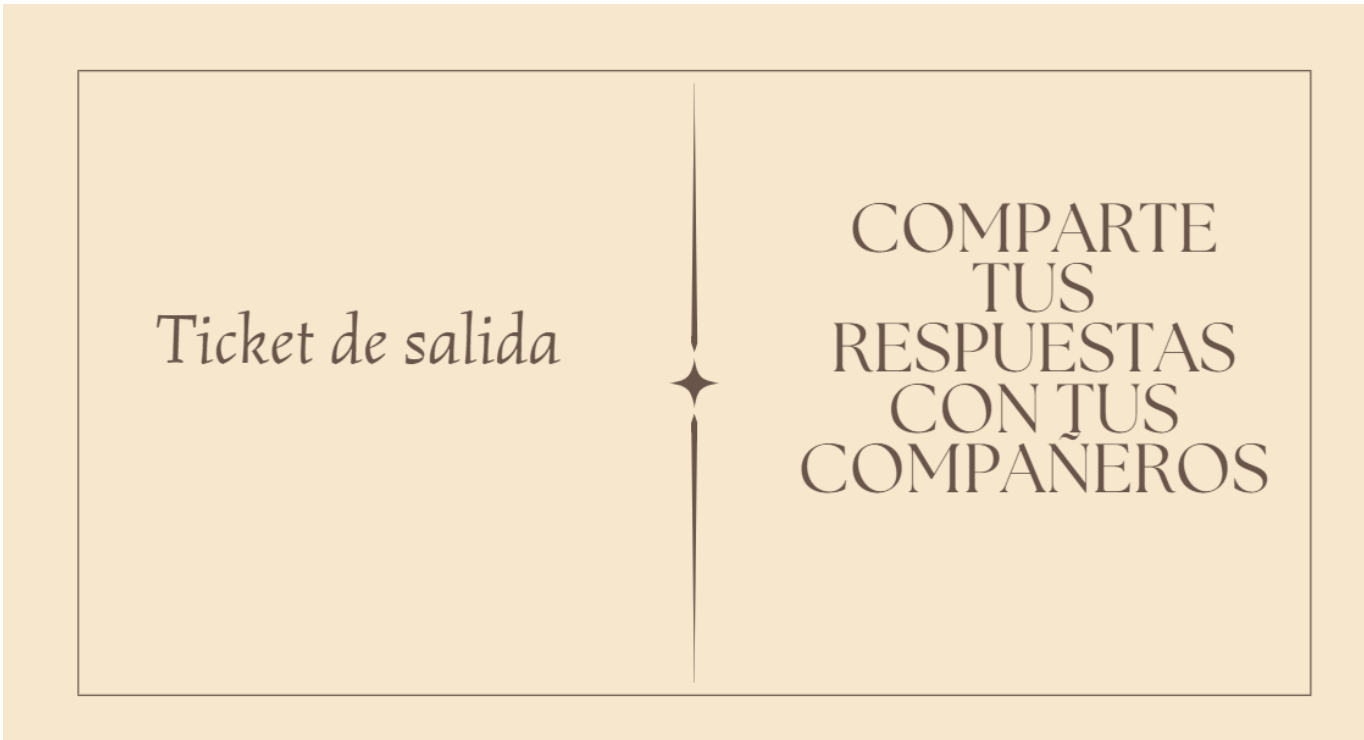 Ticket de salida
COMPARTE
TUS
RESPUESTAS
CON TUS
COMPAÑEROS